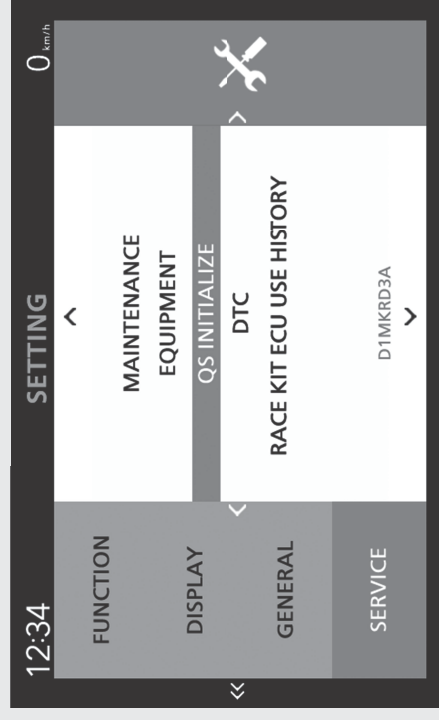 12:34
SETTING
0 km/h
FUNCTION
DISPLAY
GENERAL
SERVICE
MAINTENANCE
EQUIPMENT
QS INITIALIZE
DTC
RACE KIT ECU USE HISTORY
D1MKRD3A